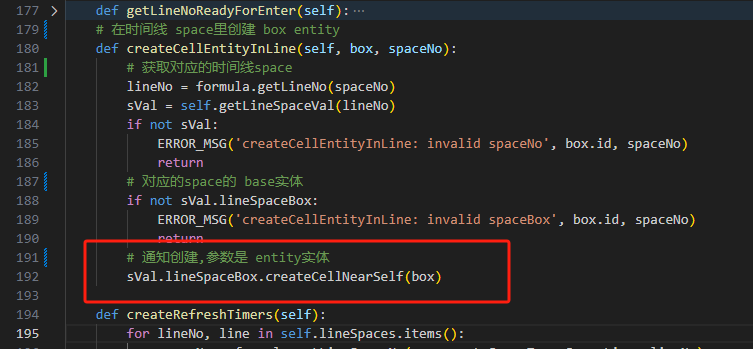 177 > def getLineNoReadyForEnter(self): ⋯
179 # 在时间线 space里创建 box entity
180 def createCellEntityInLine(self, box, spaceNo):
181 # 获取对应的时间线space
182 lineNo = formula.getLineNo(spaceNo)
183 sVal = self.getLineSpaceVal(lineNo)
184 if not sVal:
185 ERROR_MSG('createCellEntityInLine: invalid spaceNo', box.id, spaceNo)
186 return
187 # 对应的space的 base实体
188 if not sVal.lineSpaceBox:
189 ERROR_MSG('createCellEntityInLine: invalid spaceBox', box.id, spaceNo)
190 return
191 # 通知创建,参数是 entity实体
192 sVal.lineSpaceBox.createCellNearSelf(box)
193
194 def createRefreshTimers(self):
195 for lineNo, line in self.lineSpaces.items():